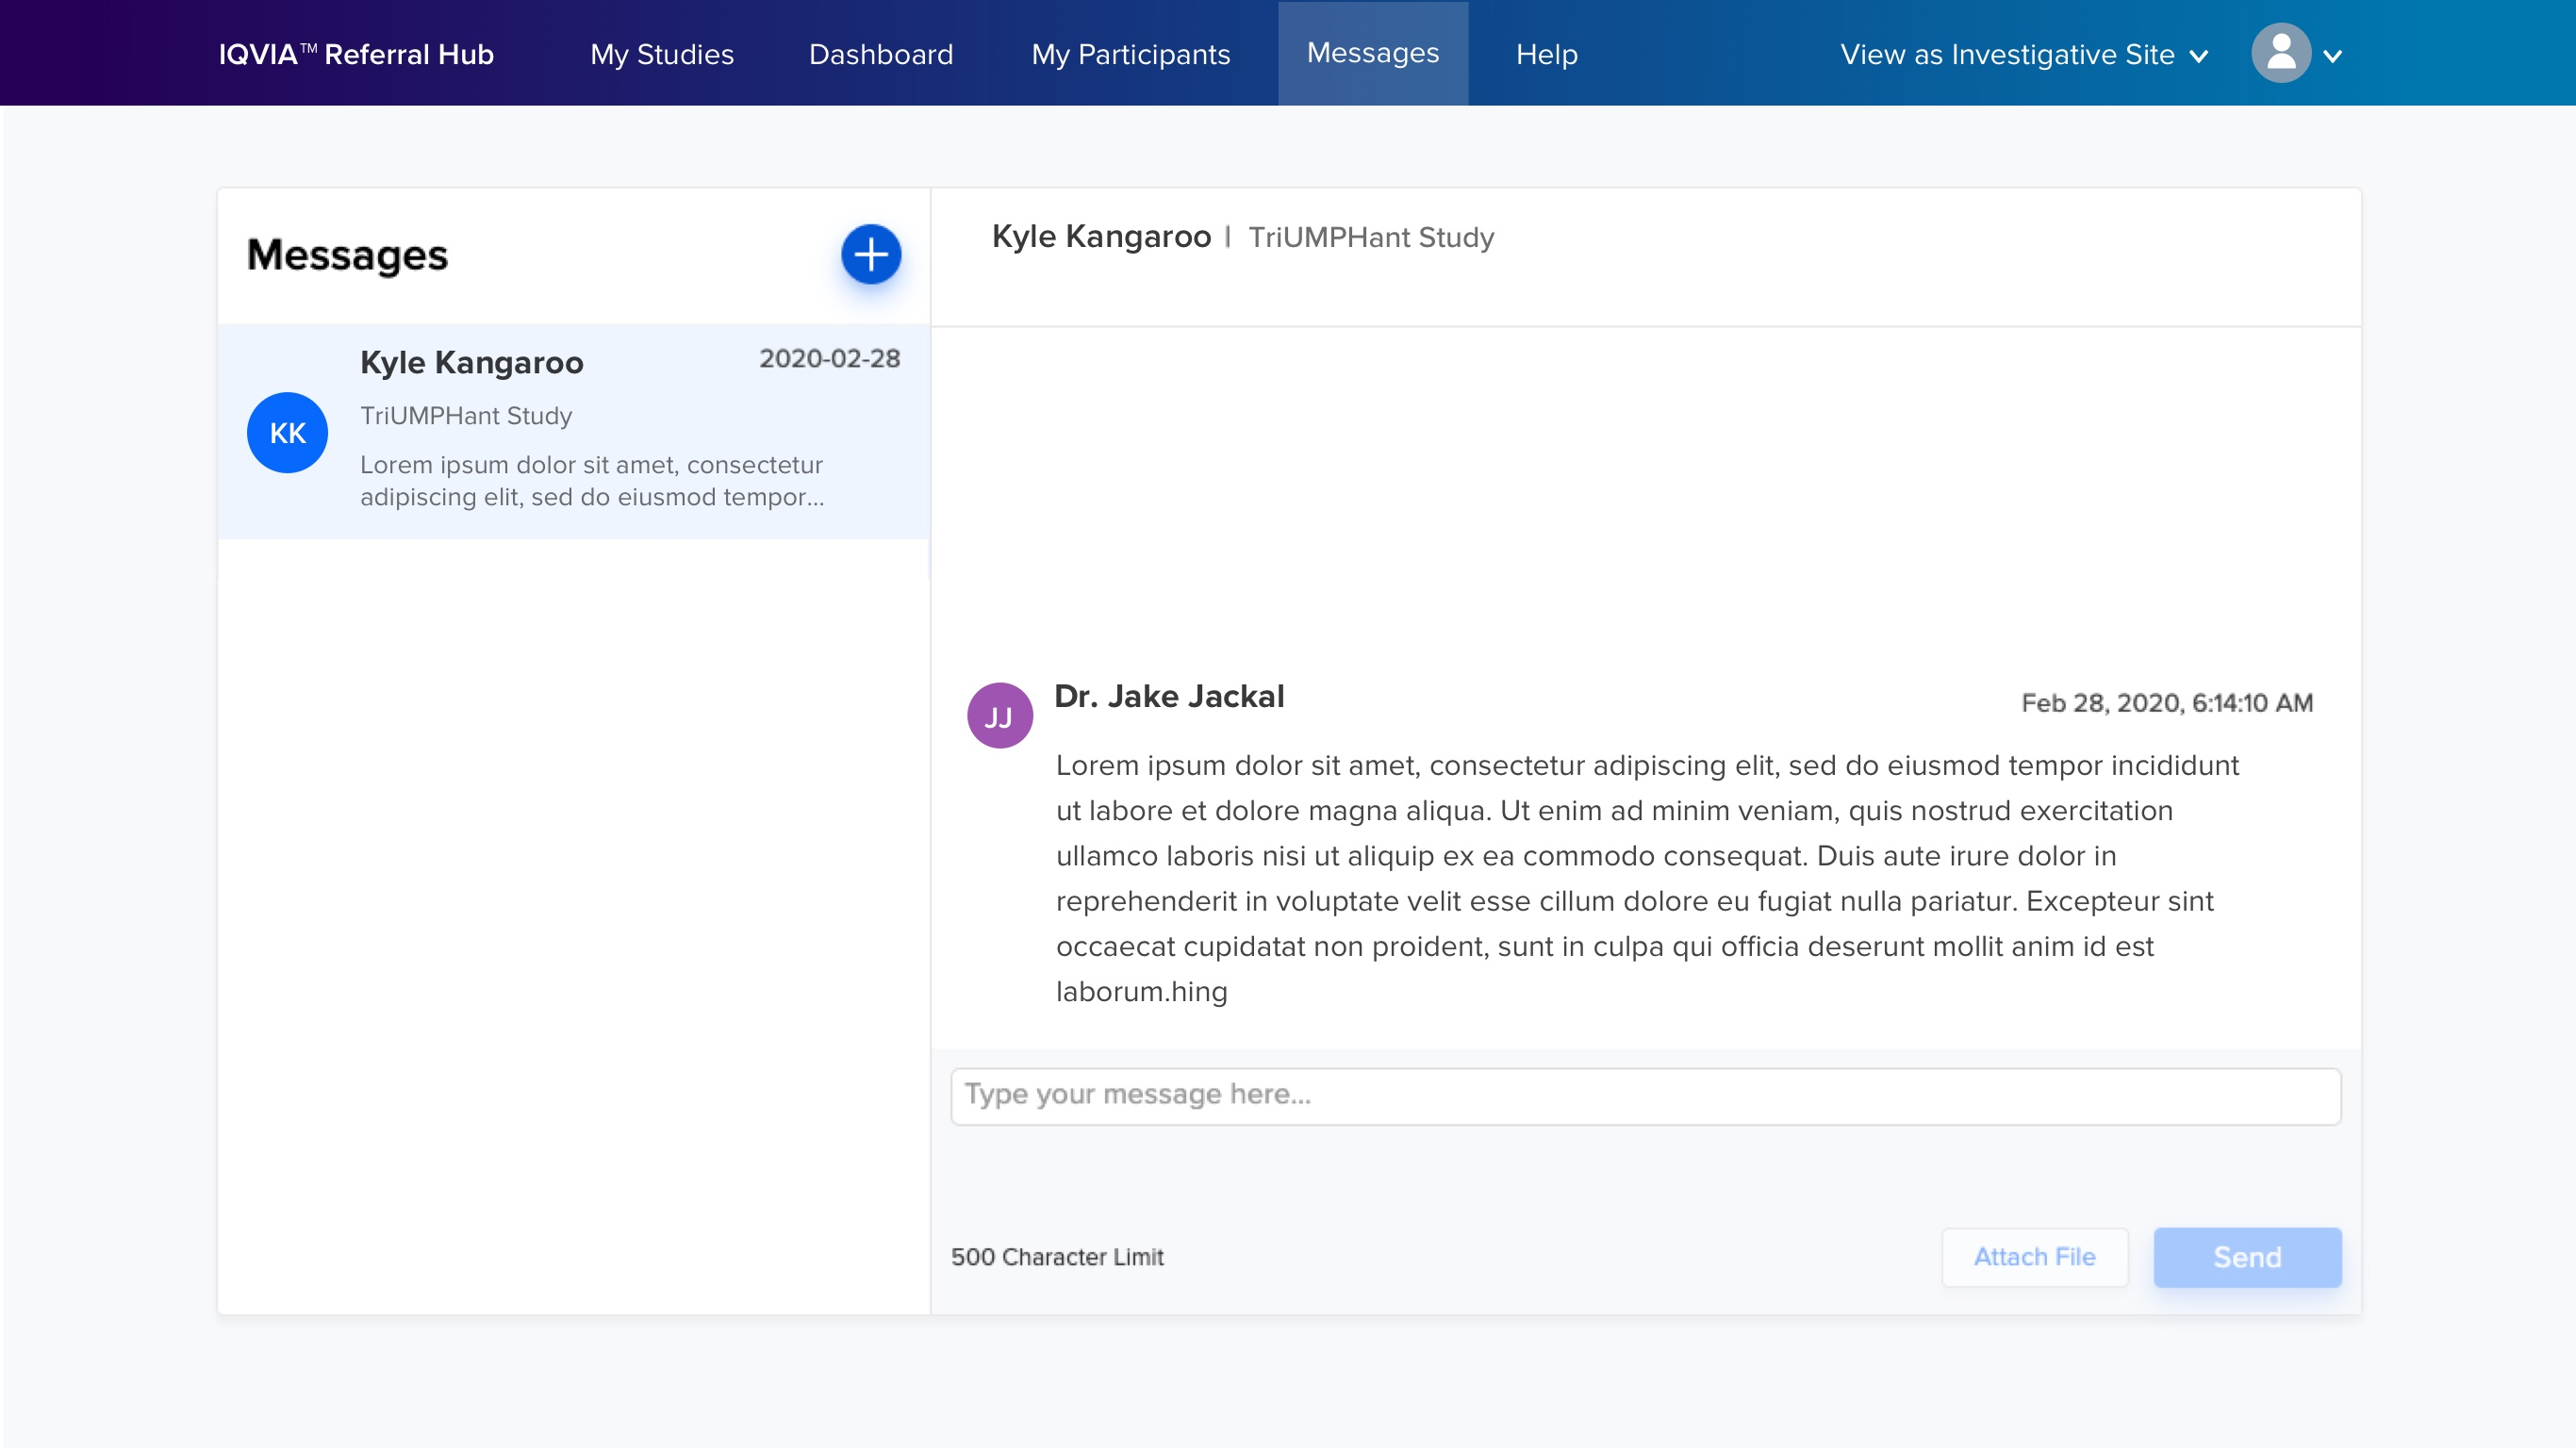 IQVIA™ Referral Hub My Studies Dashboard My Participants Messages Help View as Investigative Site
Messages
Kyle Kangaroo 2020-02-28
KK
TriUMPHant Study
Lorem ipsum dolor sit amet, consectetur
adipiscing elit, sed do eiusmod tempor...
Kyle Kangaroo | TriUMPHant Study
JJ
Dr. Jake Jackal
Feb 28, 2020, 6:14:10 AM
Lorem ipsum dolor sit amet, consectetur adipiscing elit, sed do eiusmod tempor incididunt
ut labore et dolore magna aliqua. Ut enim ad minim veniam, quis nostrud exercitation
ullamco laboris nisi ut aliquip ex ea commodo consequat. Duis aute irure dolor in
reprehenderit in voluptate velit esse cillum dolore eu fugiat nulla pariatur. Excepteur sint
occaecat cupidatat non proident, sunt in culpa qui officia deserunt mollit anim id est
laborum.hing
Type your message here...
500 Character Limit
Attach File
Send